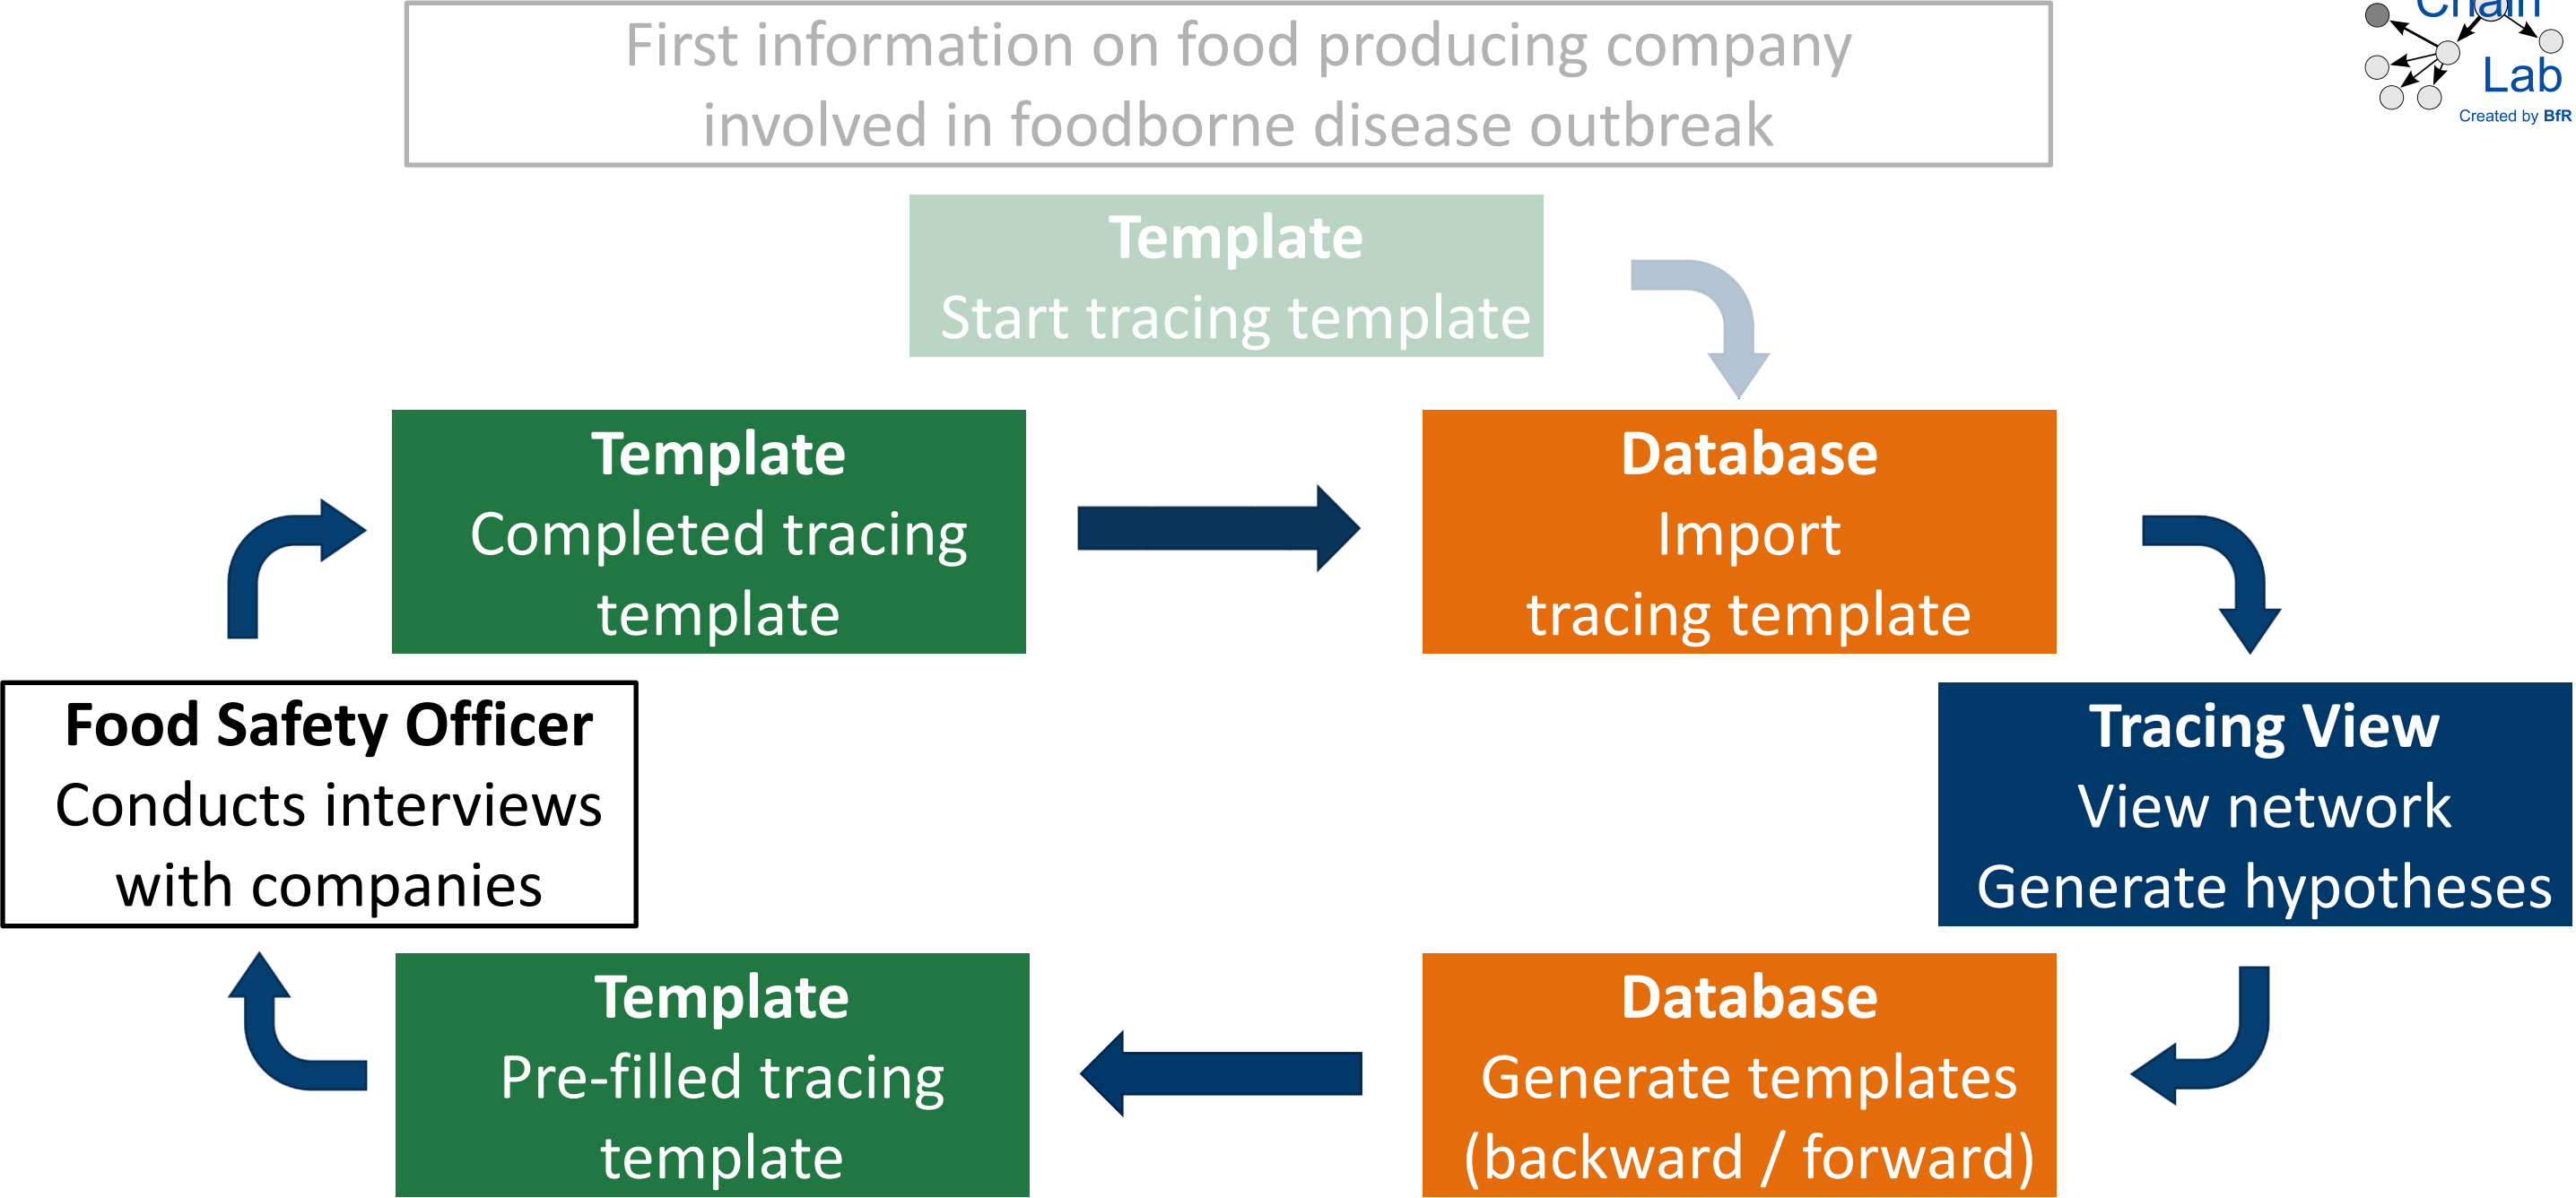 First information on food producing company
involved in foodborne disease outbreak
Chain
Lab
Created by BfR
Template
Start tracing template
Template
Completed tracing
template
Database
Import
tracing template
Food Safety Officer
Conducts interviews
with companies
Tracing View
View network
Generate hypotheses
Template
Pre-filled tracing
template
Database
Generate templates
(backward / forward)